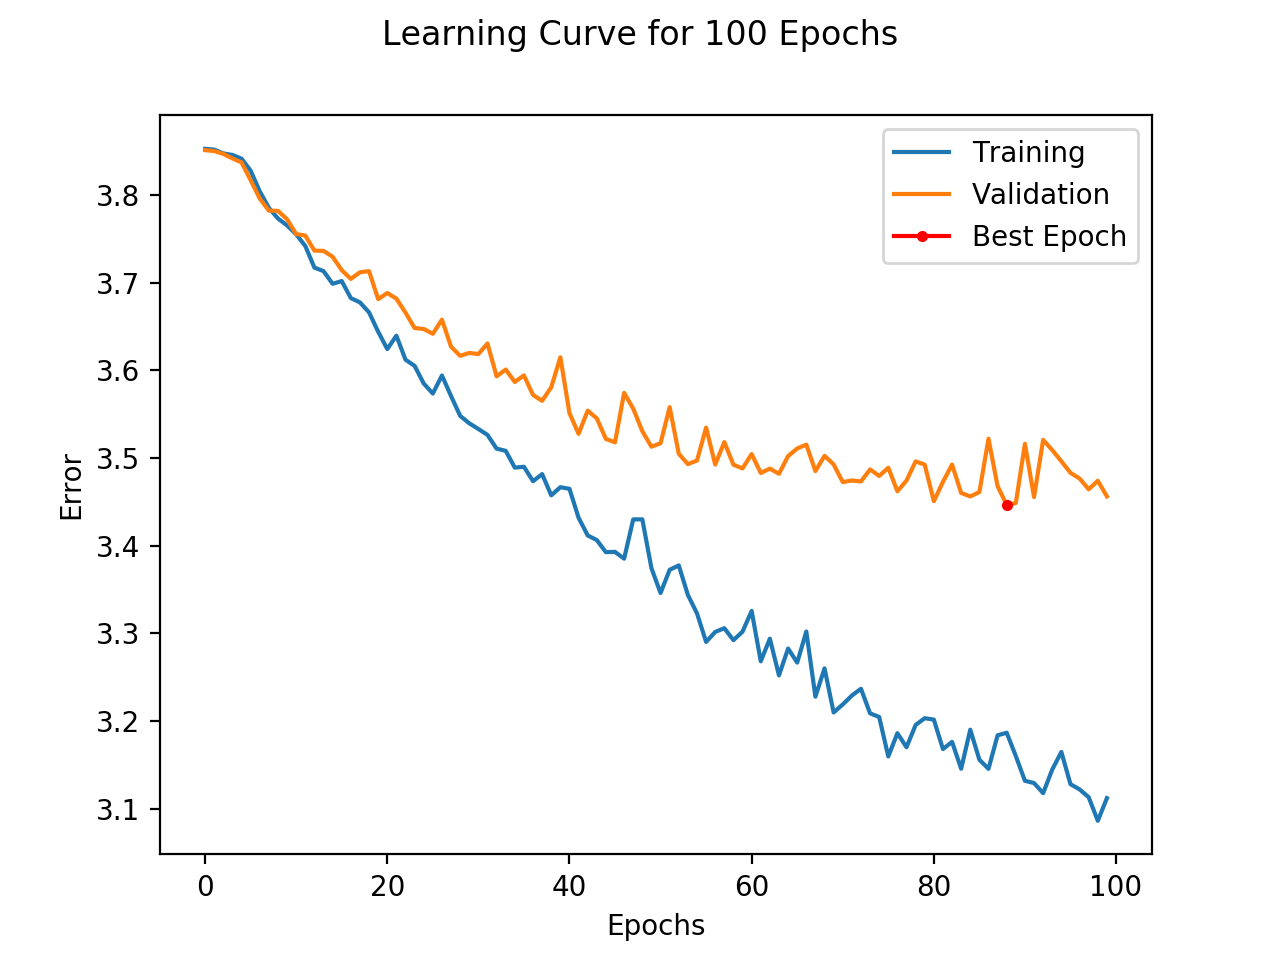 Learning Curve for 100 Epochs
Training
Validation
Best Epoch
3.8
3.7
3.6
3.5
3.4
3.3
3.2
3.1
Error
0 20 40 60 80 100
Epochs